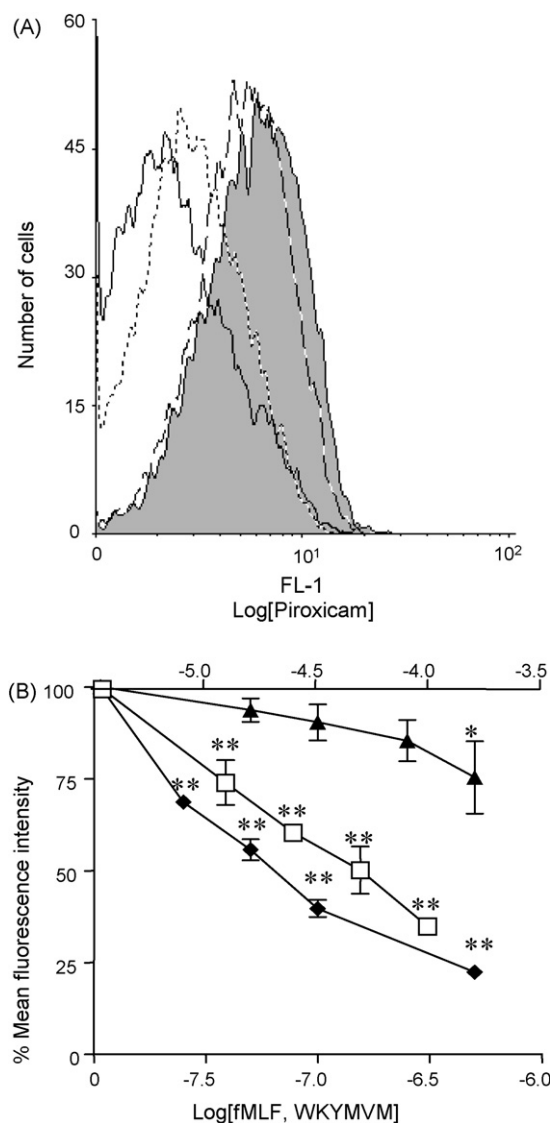 (A)
60
45
30
15
0
Number of cells
0 10¹ 10²
FL-1
Log[Piroxicam]
-5.0 -4.5 -4.0 -3.5
(B)
100
75
50
25
0
% Mean fluorescence intensity
*
** ** ** **
** ** ** **
0 -7.5 -7.0 -6.5 -6.0
Log[fMLF, WKYMVM]